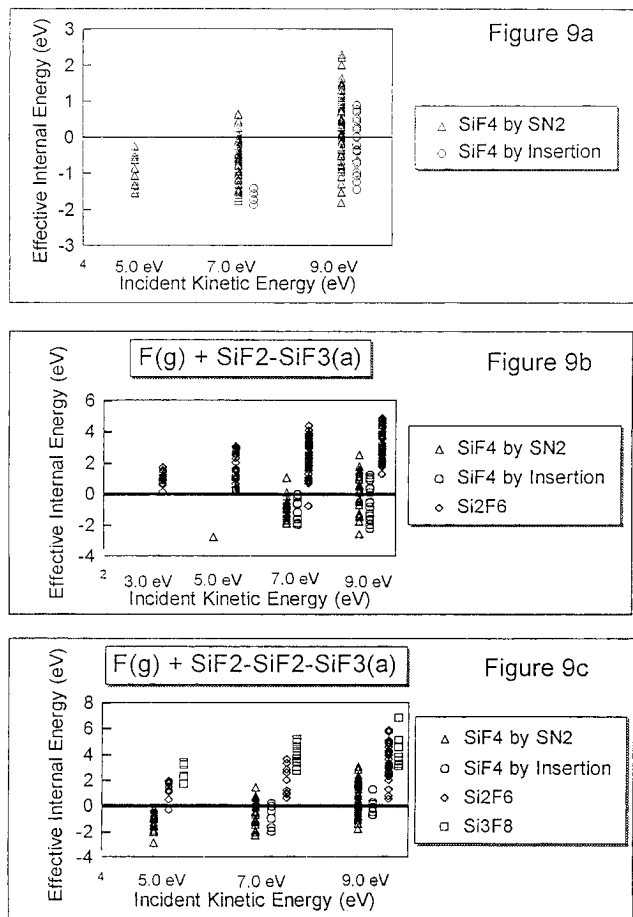 Figure 9a
Effective Internal Energy (eV)
3
2
1
0
-1
-2
-3
4
5.0 eV
7.0 eV
9.0 eV
Incident Kinetic Energy (eV)
△ SiF4 by SN2
○ SiF4 by Insertion
F(g) + SiF2-SiF3(a)
Figure 9b
Effective Internal Energy (eV)
6
4
2
0
-2
-4
2
3.0 eV
5.0 eV
7.0 eV
9.0 eV
Incident Kinetic Energy (eV)
△ SiF4 by SN2
○ SiF4 by Insertion
◇ Si2F6
F(g) + SiF2-SiF2-SiF3(a)
Figure 9c
Effective Internal Energy (eV)
8
6
4
2
0
-2
-4
4
5.0 eV
7.0 eV
9.0 eV
Incident Kinetic Energy (eV)
△ SiF4 by SN2
○ SiF4 by Insertion
◇ Si2F6
□ Si3F8